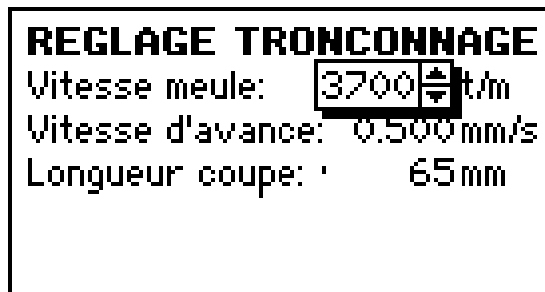 REGLAGE TRONCONNAGE
Vitesse meule: 3700 t/m
Vitesse d'avance: 0.500 mm/s
Longueur coupe: 65 mm